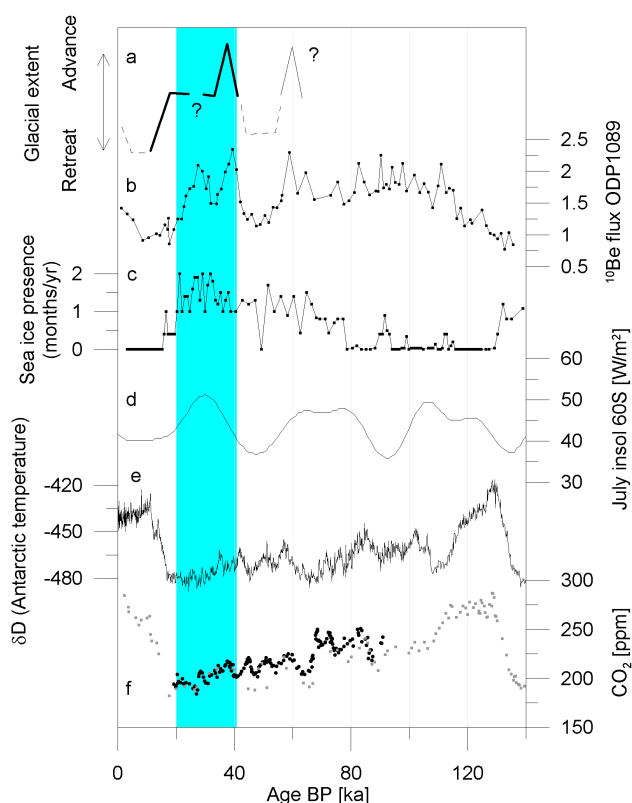 a
Advance
Glacial extent
Retreat
?
?
b
2.5
2
1.5
1
0.5
¹⁰Be flux ODP1089
c
Sea ice presence
(months/yr)
2
1
0
60
50
40
30
July insol 60S [W/m²]
d
e
-420
-450
-480
δD (Antarctic temperature)
f
300
250
200
150
CO₂ [ppm]
0
40
80
120
Age BP [ka]